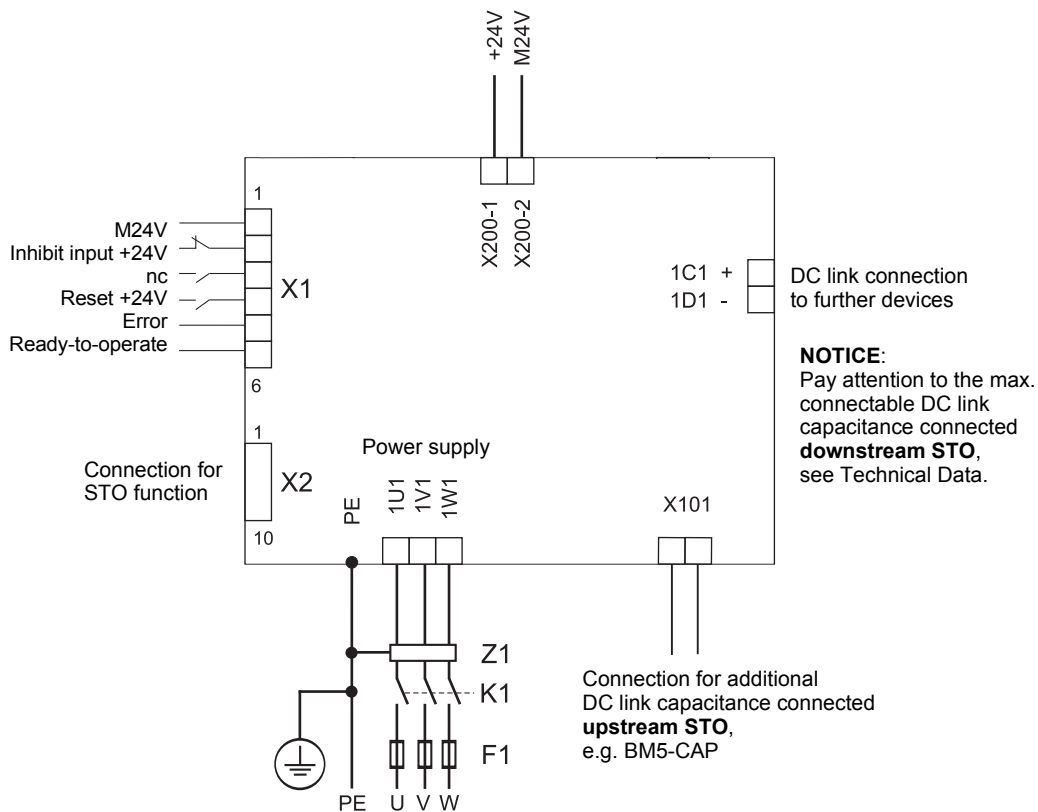 +24V
M24V
1
M24V
Inhibit input +24V
nc
Reset +24V
Error
Ready-to-operate
X1
6
X200-1
X200-2
1C1 +
1D1 -
DC link connection
to further devices
NOTICE:
Pay attention to the max.
connectable DC link
capacitance connected
downstream STO,
see Technical Data.
1
Connection for
STO function
X2
10
Power supply
PE
1U1
1V1
1W1
X101
Z1
K1
F1
Connection for additional
DC link capacitance connected
upstream STO,
e.g. BM5-CAP
PE U V W